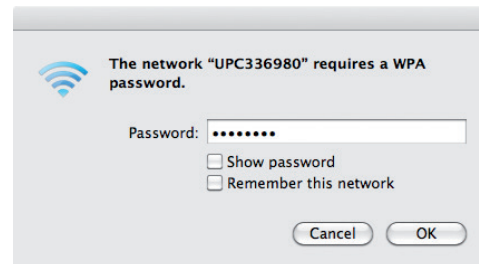 The network “UPC336980” requires a WPA
password.
Password: ••••••••
Show password
Remember this network
Cancel OK